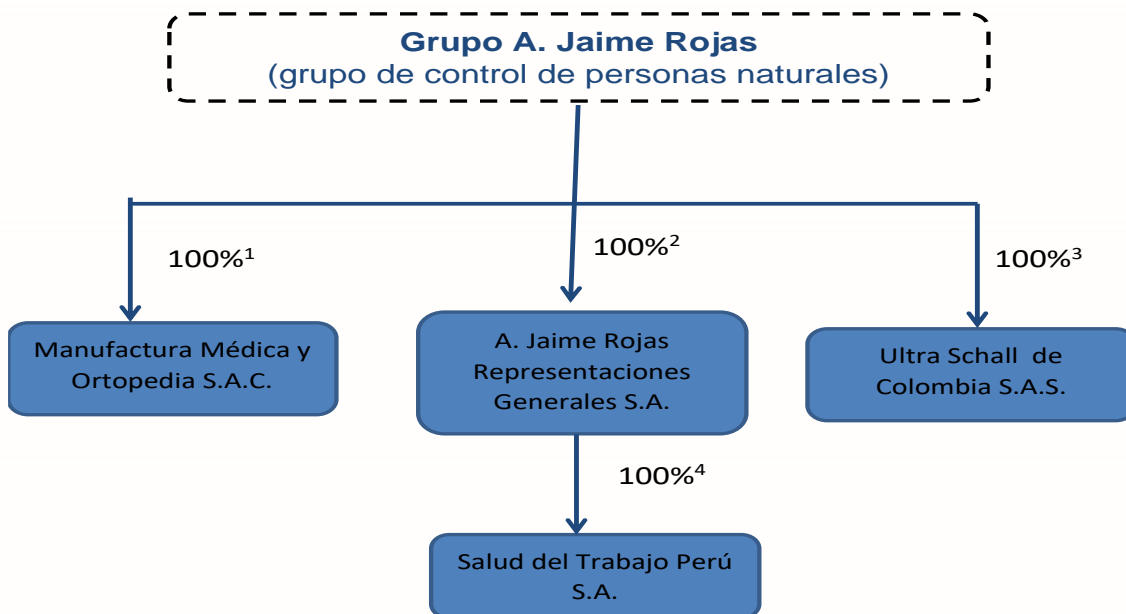 Grupo A. Jaime Rojas
(grupo de control de personas naturales)
100%¹
100%²
100%³
Manufactura Médica y
Ortopedia S.A.C.
A. Jaime Rojas
Representaciones
Generales S.A.
Ultra Schall de
Colombia S.A.S.
100%⁴
Salud del Trabajo Perú
S.A.